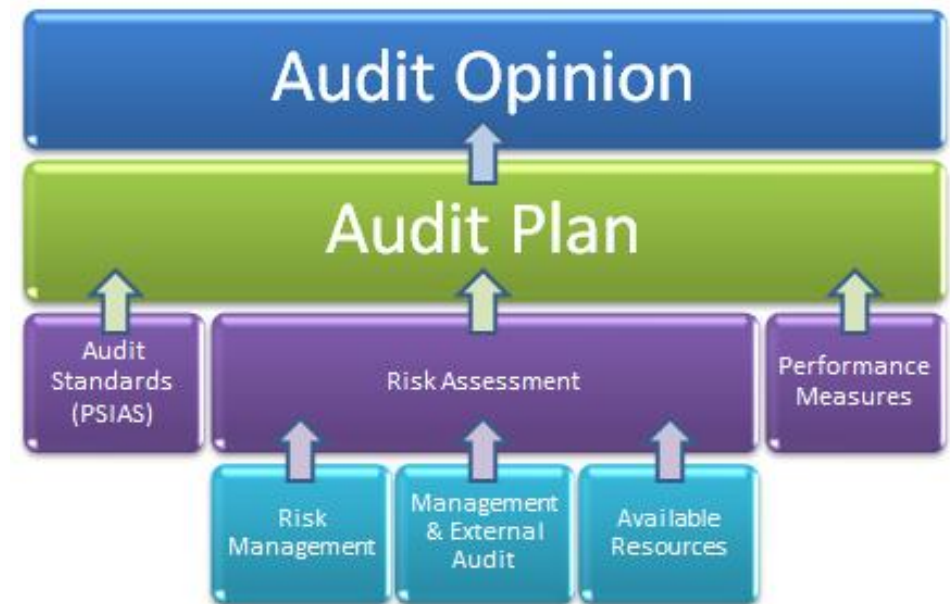 Audit Opinion
Audit Plan
Audit
Standards
(PSIAS)
Risk Assessment
Performance
Measures
Risk
Management
Management
& External
Audit
Available
Resources